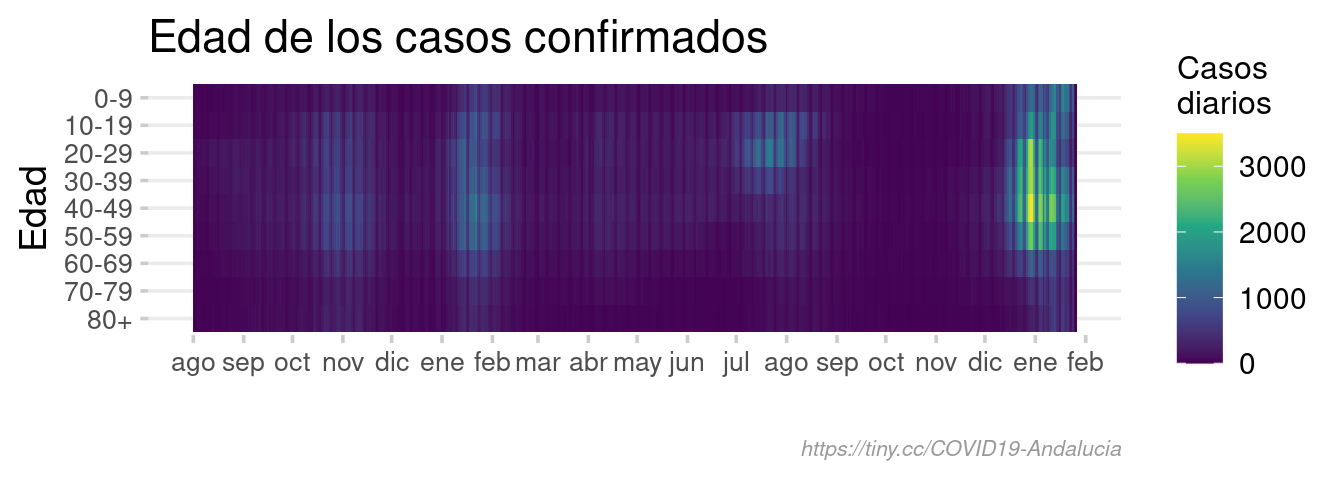 Edad de los casos confirmados
Casos
diarios
3000
2000
1000
0
Edad
0-9
10-19
20-29
30-39
40-49
50-59
60-69
70-79
80+
ago sep oct nov dic ene feb mar abr may jun jul ago sep oct nov dic ene feb
https://tiny.cc/COVID19-Andalucia